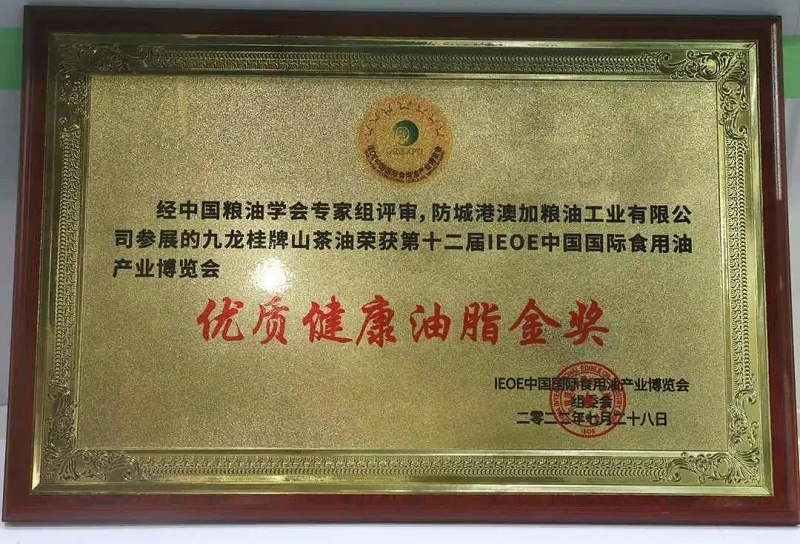 经中国粮油学会专家组评审，防城港澳加粮油工业有限公
司参展的九龙桂牌山茶油荣获第十二届IEOE中国国际食用油
产业博览会
优质健康油脂金奖
IEOE中国国际食用油产业博览会
组委会
二零二二年七月二十八日